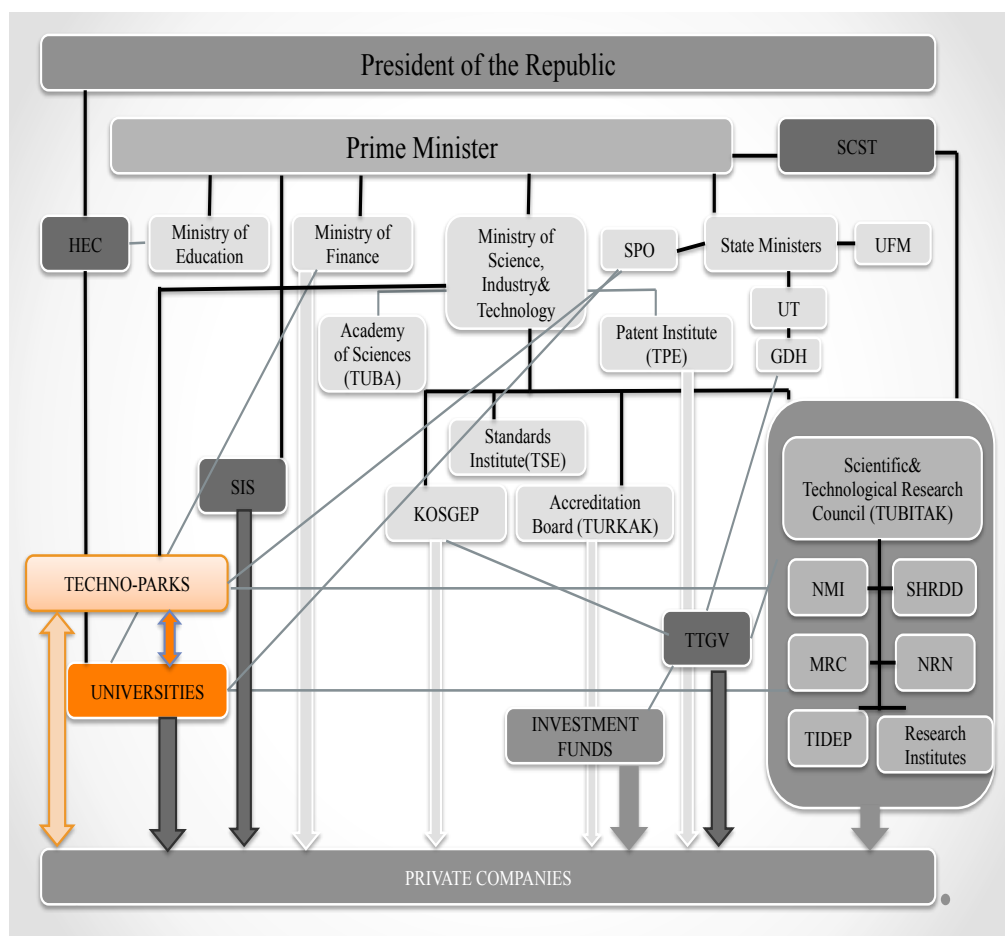 President of the Republic
Prime Minister
SCST
HEC
Ministry of
Education
Ministry of
Finance
Ministry of
Science,
Industry&
Technology
SPO
State Ministers
UFM
UT
GDH
Academy
of Sciences
(TUBA)
Patent Institute
(TPE)
Standards
Institute(TSE)
SIS
KOSGEP
Accreditation
Board (TURKAK)
Scientific&
Technological Research
Council (TUBITAK)
TECHNO-PARKS
NMI
SHRDD
TTGV
MRC
NRN
UNIVERSITIES
INVESTMENT
FUNDS
TIDEP
Research
Institutes
PRIVATE COMPANIES